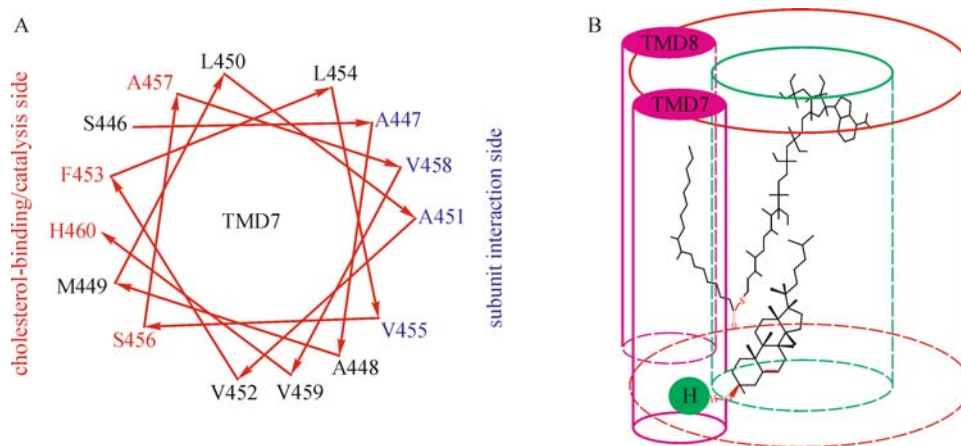 A
B
L450
L454
A457
S446
A447
F453
V458
H460
TMD7
A451
M449
S456
V455
V452
V459
A448
cholesterol-binding/catalysis side
subunit interaction side
TMD8
TMD7
H